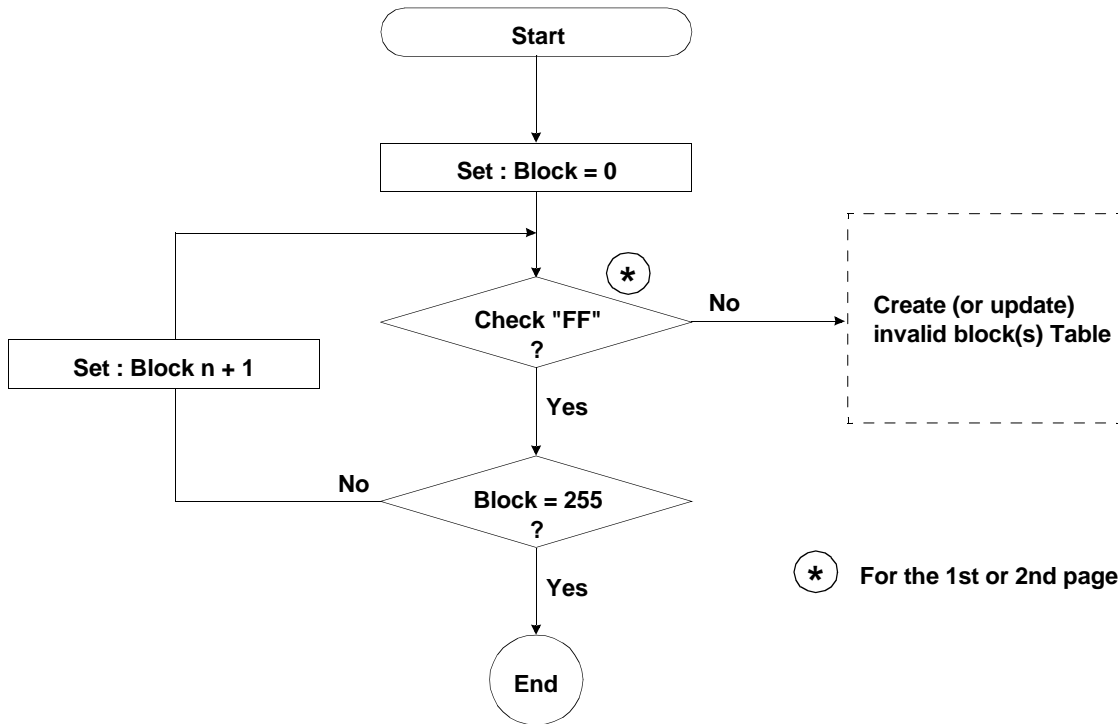 Start
Set : Block = 0
*
Check "FF"
?
No
Create (or update)
invalid block(s) Table
Set : Block n + 1
Yes
No
Block = 255
?
* For the 1st or 2nd page
Yes
End